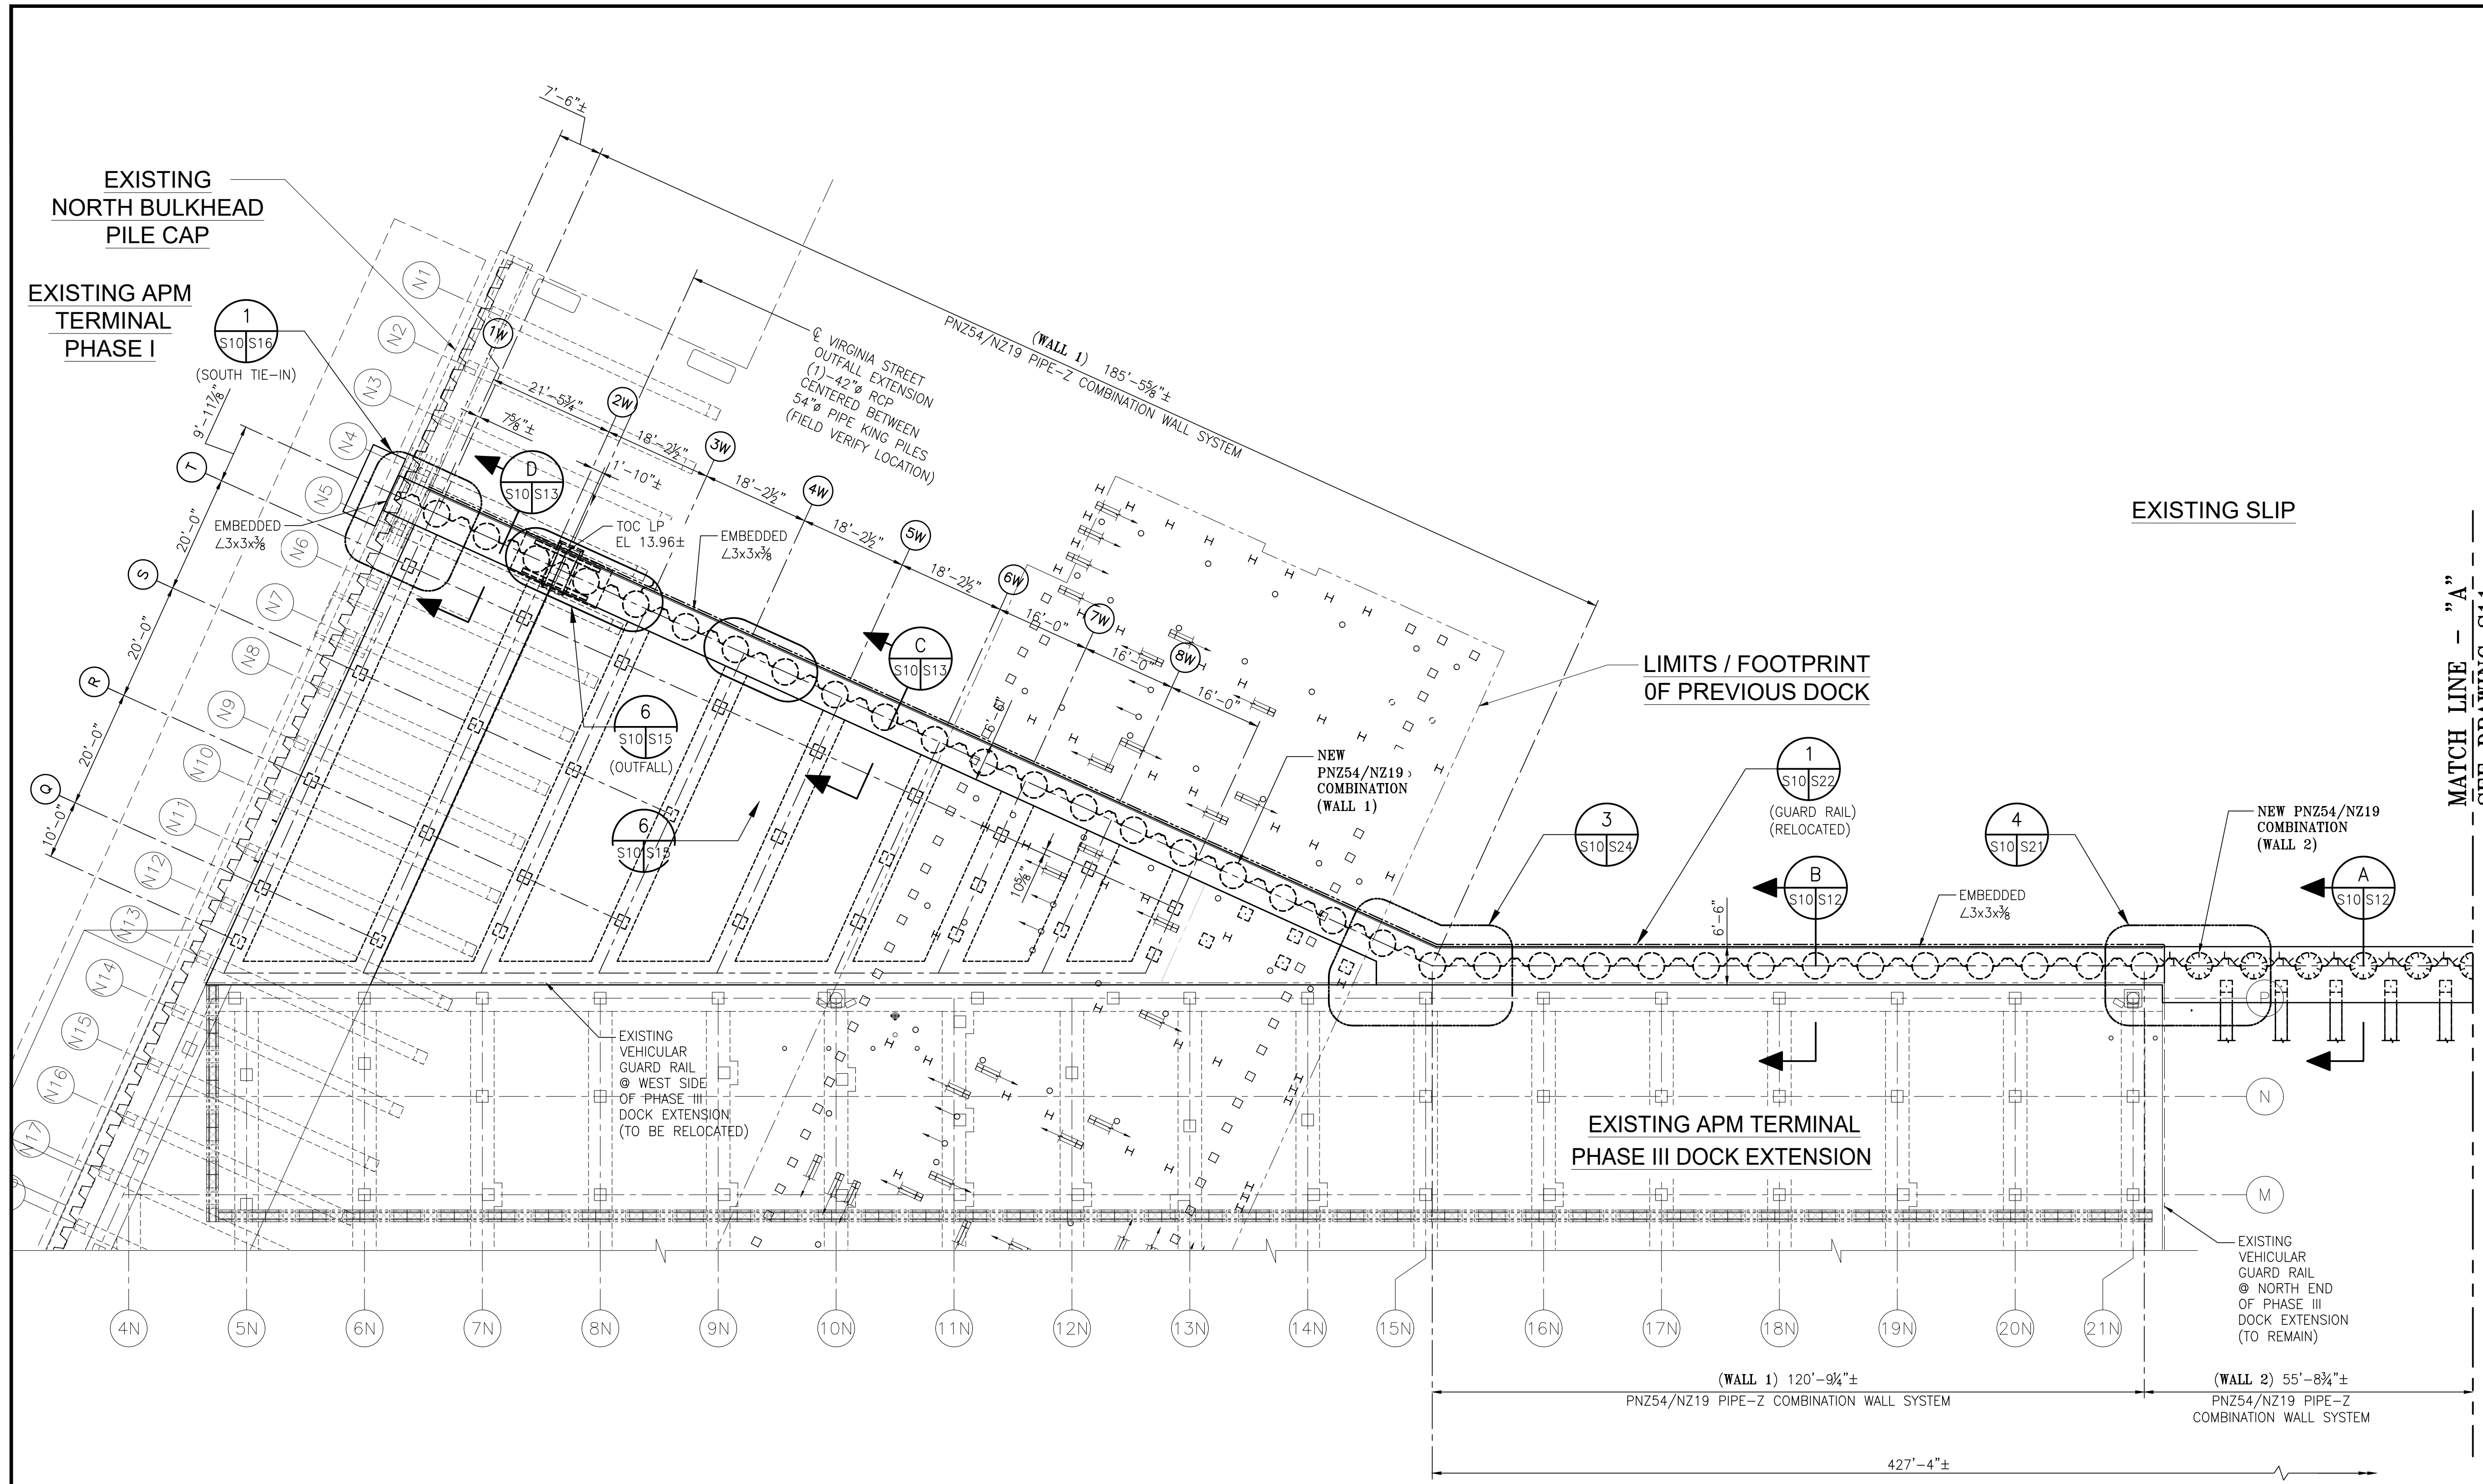 7'-6"±
EXISTING
NORTH BULKHEAD
PILE CAP
EXISTING APM
TERMINAL
PHASE I
1
S10 S16
(SOUTH TIE-IN)
9'-11⅞"
N1
N2
N3
N4
N5
N6
N7
N8
N9
N10
N11
N12
N13
N14
N15
N16
N17
T
S
R
Q
20'-0"
20'-0"
20'-0"
10'-0"
EMBEDDED
∠3x3x⅜
1W
2W
3W
4W
5W
6W
7W
8W
21'-5¾"
7⅝"±
18'-2½"
1'-10"±
18'-2½"
18'-2½"
18'-2½"
16'-0"
16'-0"
16'-0"
℄ VIRGINIA STREET
OUTFALL EXTENSION
(1)-42"ø RCP
CENTERED BETWEEN
54"ø PIPE KING PILES
(FIELD VERIFY LOCATION)
(WALL 1) 185'-5⅝"±
PNZ54/NZ19 PIPE-Z COMBINATION WALL SYSTEM
D
S10 S13
TOC LP
EL 13.96±
EMBEDDED
∠3x3x⅜
C
S10 S13
6
S10 S15
(OUTFALL)
6
S10 S15
6'-6"
10⅝"
NEW
PNZ54/NZ19
COMBINATION
(WALL 1)
LIMITS / FOOTPRINT
0F PREVIOUS DOCK
EXISTING SLIP
MATCH LINE - "A"
3
S10 S24
1
S10 S22
(GUARD RAIL)
(RELOCATED)
6'-6"
B
S10 S12
EMBEDDED
∠3x3x⅜
4
S10 S21
NEW PNZ54/NZ19
COMBINATION
(WALL 2)
A
S10 S12
P
N
M
EXISTING
VEHICULAR
GUARD RAIL
@ WEST SIDE
OF PHASE III
DOCK EXTENSION
(TO BE RELOCATED)
EXISTING APM TERMINAL
PHASE III DOCK EXTENSION
EXISTING
VEHICULAR
GUARD RAIL
@ NORTH END
OF PHASE III
DOCK EXTENSION
(TO REMAIN)
4N
5N
6N
7N
8N
9N
10N
11N
12N
13N
14N
15N
16N
17N
18N
19N
20N
21N
(WALL 1) 120'-9¼"±
PNZ54/NZ19 PIPE-Z COMBINATION WALL SYSTEM
(WALL 2) 55'-8¾"±
PNZ54/NZ19 PIPE-Z
COMBINATION WALL SYSTEM
427'-4"±